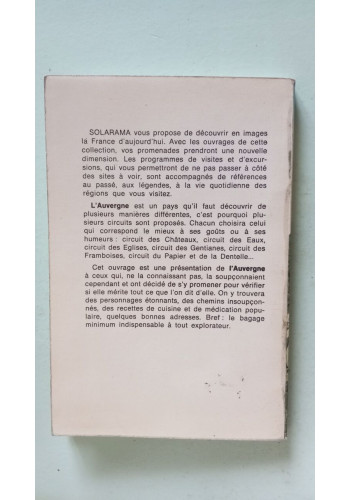 SOLARAMA vous propose de découvrir en images
la France d'aujourd'hui. Avec les ouvrages de cette
collection, vos promenades prendront une nouvelle
dimension. Les programmes de visites et d'excur-
sions, qui vous permettront de ne pas passer à côté
des sites à voir, sont accompagnés de références
au passé, aux légendes, à la vie quotidienne des
régions que vous visitez.
L'Auvergne est un pays qu'il faut découvrir de
plusieurs manières différentes, c'est pourquoi plu-
sieurs circuits sont proposés. Chacun choisira celui
qui correspond le mieux à ses goûts ou à ses
humeurs : circuit des Châteaux, circuit des Eaux,
circuit des Eglises, circuit des Gentianes, circuit des
Framboises, circuit du Papier et de la Dentelle...
Cet ouvrage est une présentation de l'Auvergne
à ceux qui, ne la connaissant pas, la soupçonnaient
cependant et ont décidé de s'y promener pour vérifier
si elle mérite tout ce que l'on dit d'elle. On y trouvera
des personnages étonnants, des chemins insoupçon-
nés, des recettes de cuisine et de médication popu-
laire, quelques bonnes adresses. Bref : le bagage
minimum indispensable à tout explorateur.